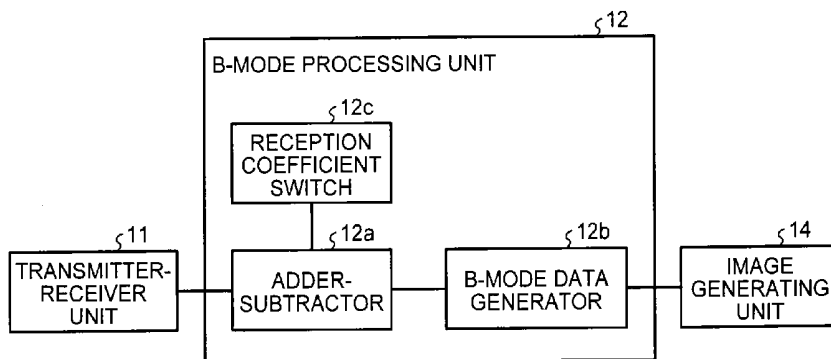 12
B-MODE PROCESSING UNIT
12c
RECEPTION
COEFFICIENT
SWITCH
11
TRANSMITTER-
RECEIVER
UNIT
12a
ADDER-
SUBTRACTOR
12b
B-MODE DATA
GENERATOR
14
IMAGE
GENERATING
UNIT